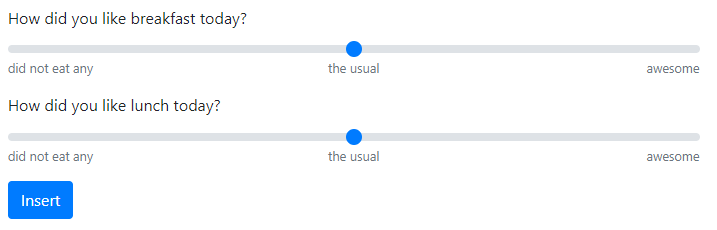 How did you like breakfast today?
did not eat any the usual awesome
How did you like lunch today?
did not eat any the usual awesome
Insert